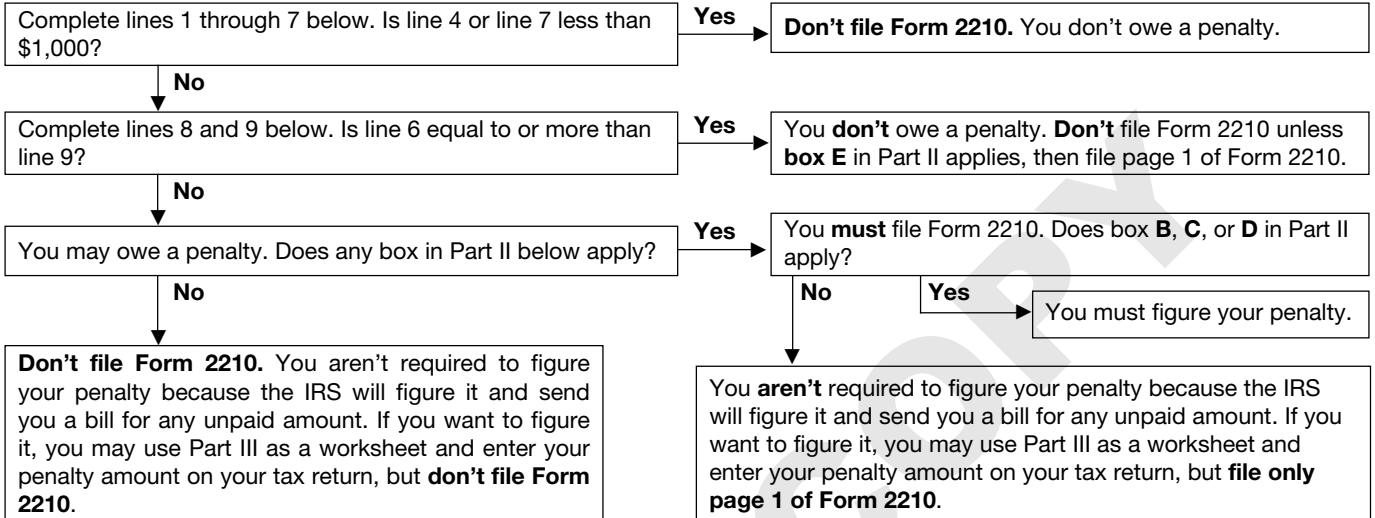 Complete lines 1 through 7 below. Is line 4 or line 7 less than
$1,000?
Yes
Don't file Form 2210. You don't owe a penalty.
No
Complete lines 8 and 9 below. Is line 6 equal to or more than
line 9?
Yes
You don't owe a penalty. Don't file Form 2210 unless
box E in Part II applies, then file page 1 of Form 2210.
No
You may owe a penalty. Does any box in Part II below apply?
Yes
You must file Form 2210. Does box B, C, or D in Part II
apply?
No
Yes
You must figure your penalty.
No
Don't file Form 2210. You aren't required to figure
your penalty because the IRS will figure it and send
you a bill for any unpaid amount. If you want to figure
it, you may use Part III as a worksheet and enter your
penalty amount on your tax return, but don't file Form
2210.
You aren't required to figure your penalty because the IRS
will figure it and send you a bill for any unpaid amount. If you
want to figure it, you may use Part III as a worksheet and
enter your penalty amount on your tax return, but file only
page 1 of Form 2210.
COPY